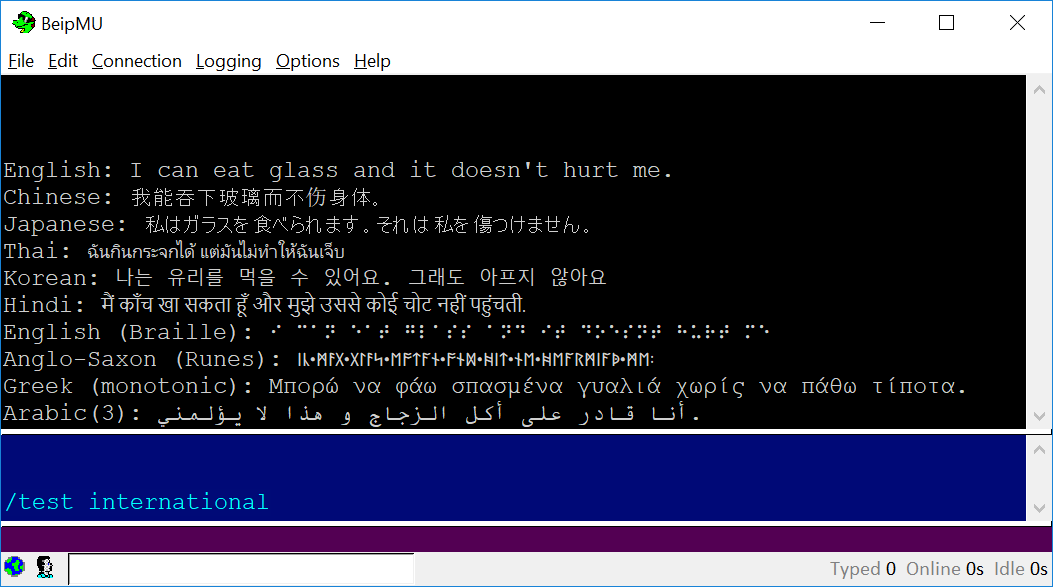 BeipMU
File Edit Connection Logging Options Help
English: I can eat glass and it doesn't hurt me.
Chinese: 我能吞下玻璃而不伤身体。
Japanese: 私はガラスを食べられます。それは私を傷つけません。
Thai: ฉันกินกระจกได้ แต่มันไม่ทำให้ฉันเจ็บ
Korean: 나는 유리를 먹을 수 있어요. 그래도 아프지 않아요
Hindi: मैं काँच खा सकता हूँ और मुझे उससे कोई चोट नहीं पहुंचती.
English (Braille): ⠊⠀⠉⠁⠝⠀⠑⠁⠞⠀⠛⠇⠁⠎⠎⠀⠁⠝⠙⠀⠊⠞⠀⠙⠕⠑⠎⠝⠞⠀⠓⠥⠗⠞⠀⠍⠑
Anglo-Saxon (Runes): ᛁᚳ᛫ᛗᚨᚷ᛫ᚷᛚᚨᛋ᛫ᛖᚩᛏᚪᚾ᛫ᚩᚾᛞ᛫ᚻᛁᛏ᛫ᚾᛖ᛫ᚻᛖᚪᚱᛗᛁᚪᚧ᛫ᛗᛖ᛬
Greek (monotonic): Μπορώ να φάω σπασμένα γυαλιά χωρίς να πάθω τίποτα.
Arabic(3): أنا قادر على أكل الزجاج و هذا لا يؤلمني.
/test international
Typed 0 Online 0s Idle 0s